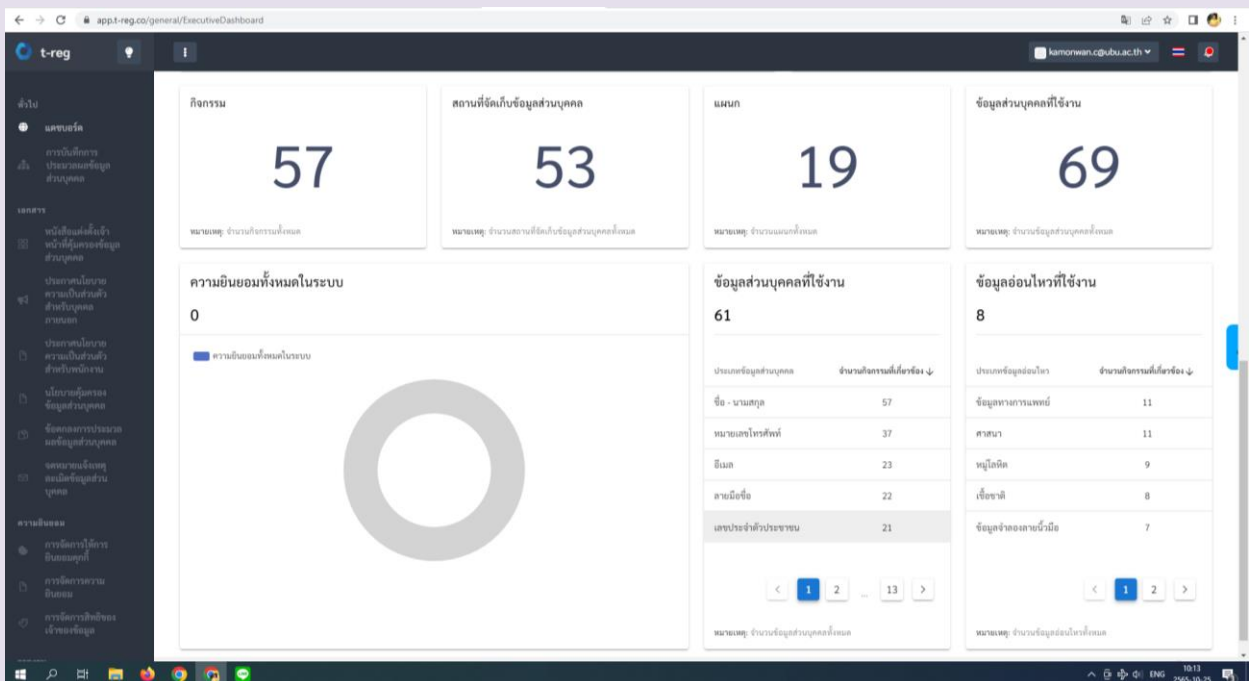 app.t-reg.co/general/ExecutiveDashboard
t-reg
kamonwan.c@ubu.ac.th
ทั่วไป
แดชบอร์ด
การบันทึกการ
ประมวลผลข้อมูล
ส่วนบุคคล
เอกสาร
หนังสือแต่งตั้งเจ้า
หน้าที่คุ้มครองข้อมูล
ส่วนบุคคล
ประกาศนโยบาย
ความเป็นส่วนตัว
สำหรับบุคคล
ภายนอก
ประกาศนโยบาย
ความเป็นส่วนตัว
สำหรับพนักงาน
นโยบายคุ้มครอง
ข้อมูลส่วนบุคคล
ข้อตกลงการประมวล
ผลข้อมูลส่วนบุคคล
จดหมายแจ้งเหตุ
ละเมิดข้อมูลส่วน
บุคคล
ความยินยอม
การจัดการให้การ
ยินยอมคุกกี้
การจัดการความ
ยินยอม
การจัดการสิทธิของ
เจ้าของข้อมูล
กิจกรรม
57
หมายเหตุ: จำนวนกิจกรรมทั้งหมด
สถานที่จัดเก็บข้อมูลส่วนบุคคล
53
หมายเหตุ: จำนวนสถานที่จัดเก็บข้อมูลส่วนบุคคลทั้งหมด
แผนก
19
หมายเหตุ: จำนวนแผนกทั้งหมด
ข้อมูลส่วนบุคคลที่ใช้งาน
69
หมายเหตุ: จำนวนข้อมูลส่วนบุคคลทั้งหมด
ความยินยอมทั้งหมดในระบบ
0
ความยินยอมทั้งหมดในระบบ
ข้อมูลส่วนบุคคลที่ใช้งาน
61
ประเภทข้อมูลส่วนบุคคล จำนวนกิจกรรมที่เกี่ยวข้อง ↓
ชื่อ - นามสกุล 57
หมายเลขโทรศัพท์ 37
อีเมล 23
ลายมือชื่อ 22
เลขประจำตัวประชาชน 21
< 1 2 ... 13 >
หมายเหตุ: จำนวนข้อมูลส่วนบุคคลทั้งหมด
ข้อมูลอ่อนไหวที่ใช้งาน
8
ประเภทข้อมูลอ่อนไหว จำนวนกิจกรรมที่เกี่ยวข้อง ↓
ข้อมูลทางการแพทย์ 11
ศาสนา 11
หมู่โลหิต 9
เชื้อชาติ 8
ข้อมูลจำลองลายนิ้วมือ 7
< 1 2 >
หมายเหตุ: จำนวนข้อมูลอ่อนไหวทั้งหมด
ENG
10:13
2565-10-25